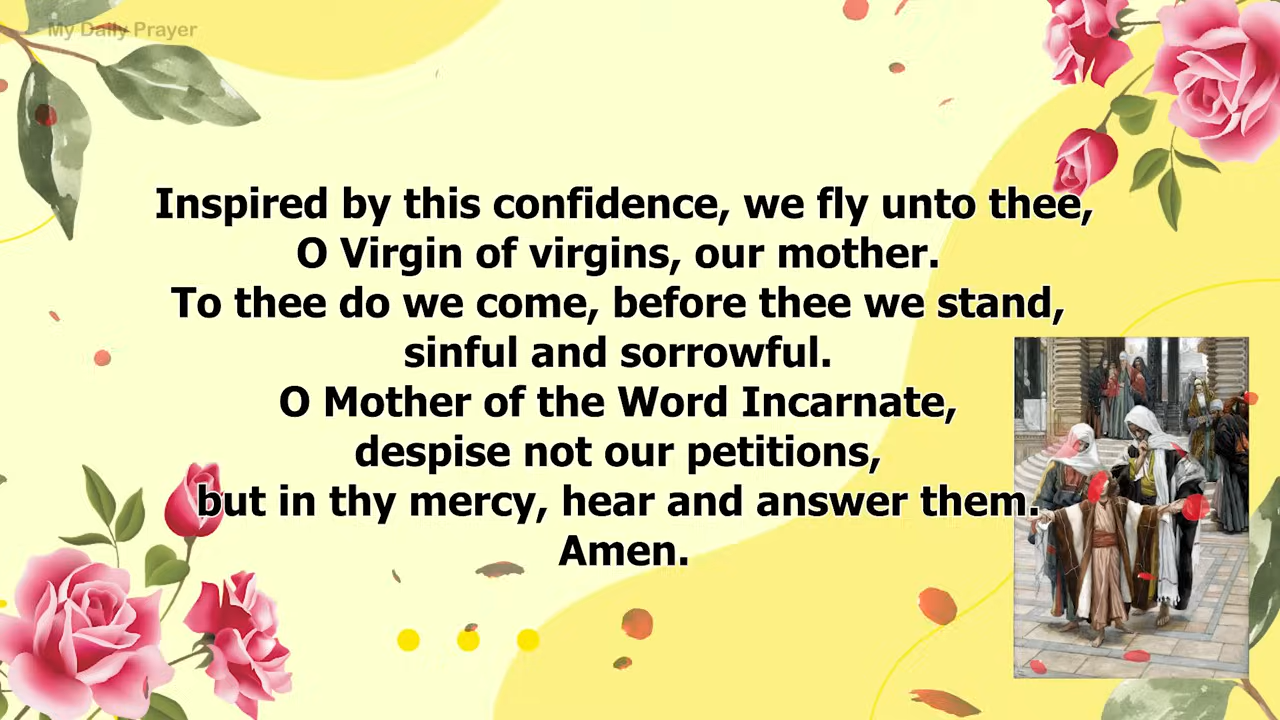 My Daily Prayer
Inspired by this confidence, we fly unto thee,
O Virgin of virgins, our mother.
To thee do we come, before thee we stand,
sinful and sorrowful.
O Mother of the Word Incarnate,
despise not our petitions,
but in thy mercy, hear and answer them.
Amen.